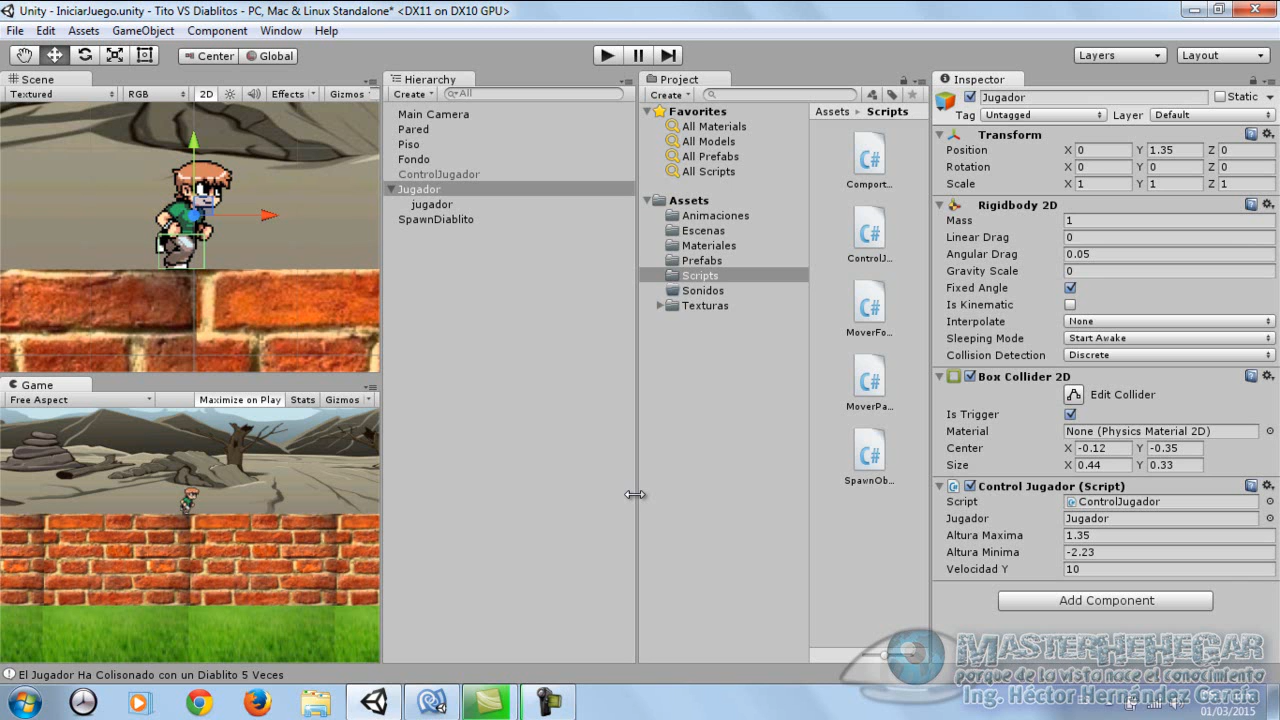 Unity - IniciarJuego.unity - Tito VS Diablitos - PC, Mac & Linux Standalone* <DX11 on DX10 GPU>
File Edit Assets GameObject Component Window Help
Center Global Layers Layout
Scene
Textured RGB 2D Effects Gizmos
Hierarchy
Create All
Main Camera
Pared
Piso
Fondo
ControlJugador
Jugador
jugador
SpawnDiablito
Project
Create
Favorites
All Materials
All Models
All Prefabs
All Scripts
Assets
Animaciones
Escenas
Materiales
Prefabs
Scripts
Sonidos
Texturas
Assets Scripts
C#
Comport...
C#
ControlJ...
C#
MoverFo...
C#
MoverPa...
C#
SpawnOb...
Inspector
Jugador Static
Tag Untagged Layer Default
Transform
Position X 0 Y 1.35 Z 0
Rotation X 0 Y 0 Z 0
Scale X 1 Y 1 Z 1
Rigidbody 2D
Mass 1
Linear Drag 0
Angular Drag 0.05
Gravity Scale 0
Fixed Angle
Is Kinematic
Interpolate None
Sleeping Mode Start Awake
Collision Detection Discrete
Box Collider 2D
Edit Collider
Is Trigger
Material None (Physics Material 2D)
Center X -0.12 Y -0.35
Size X 0.44 Y 0.33
Control Jugador (Script)
Script ControlJugador
Jugador Jugador
Altura Maxima 1.35
Altura Minima -2.23
Velocidad Y 10
Add Component
Game
Free Aspect Maximize on Play Stats Gizmos
El Jugador Ha Colisonado con un Diablito 5 Veces
MASTERHEHEGAR
porque de la vista nace el conocimiento
Ing. Héctor Hernández García
01/03/2015